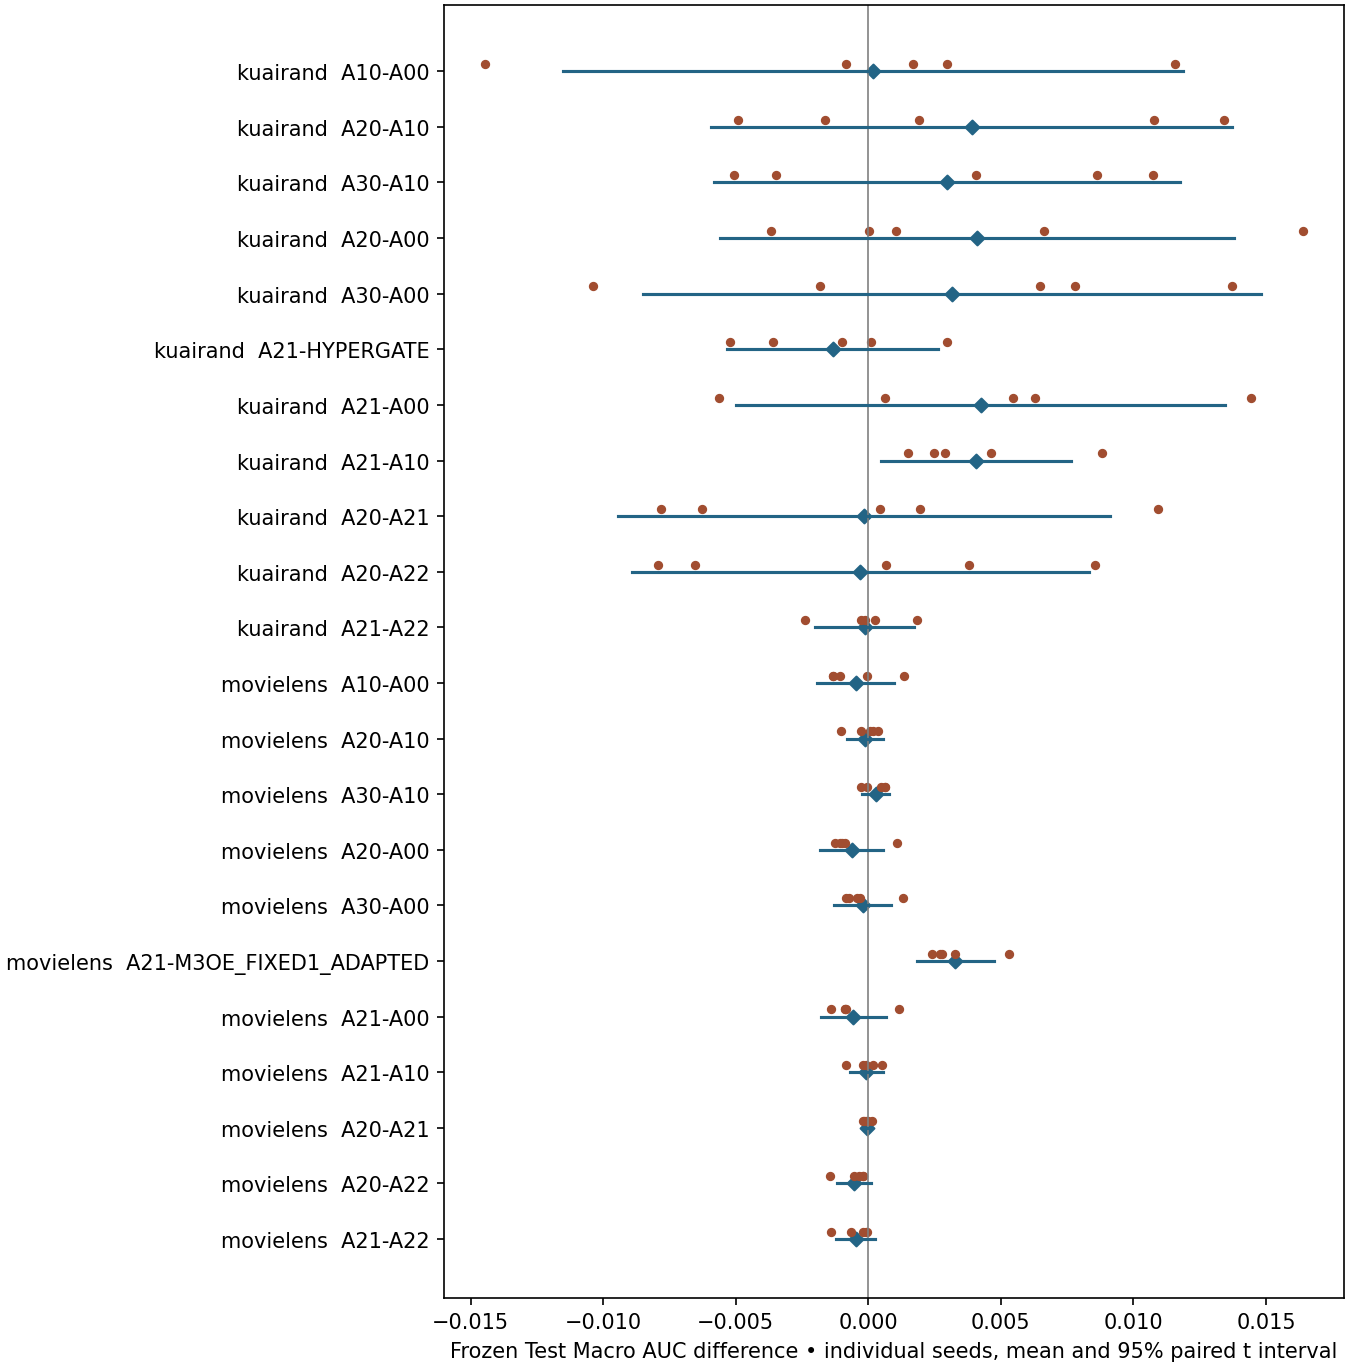 kuairand A10-A00
kuairand A20-A10
kuairand A30-A10
kuairand A20-A00
kuairand A30-A00
kuairand A21-HYPERGATE
kuairand A21-A00
kuairand A21-A10
kuairand A20-A21
kuairand A20-A22
kuairand A21-A22
movielens A10-A00
movielens A20-A10
movielens A30-A10
movielens A20-A00
movielens A30-A00
movielens A21-M3OE_FIXED1_ADAPTED
movielens A21-A00
movielens A21-A10
movielens A20-A21
movielens A20-A22
movielens A21-A22
−0.015 −0.010 −0.005 0.000 0.005 0.010 0.015
Frozen Test Macro AUC difference • individual seeds, mean and 95% paired t interval